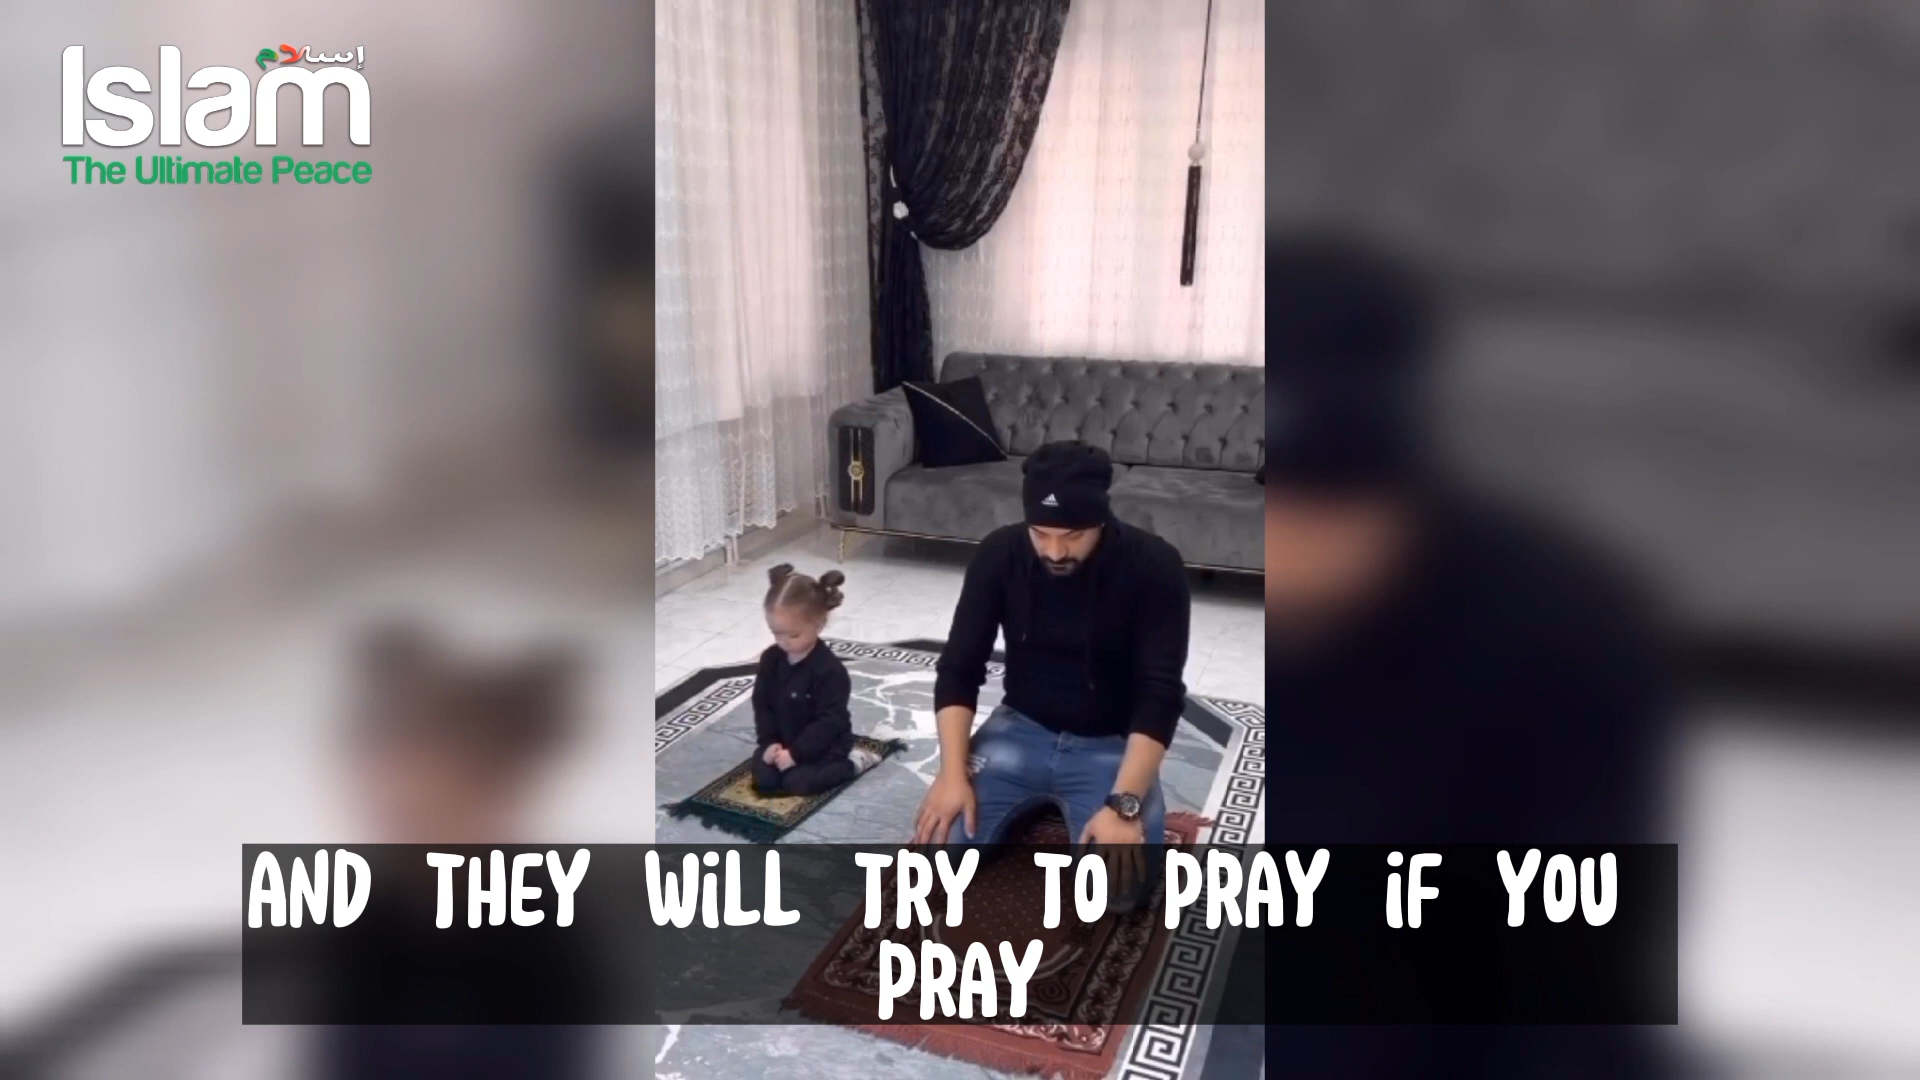 إسلام
Islam
The Ultimate Peace
AND THEY WILL TRY TO PRAY IF YOU
PRAY